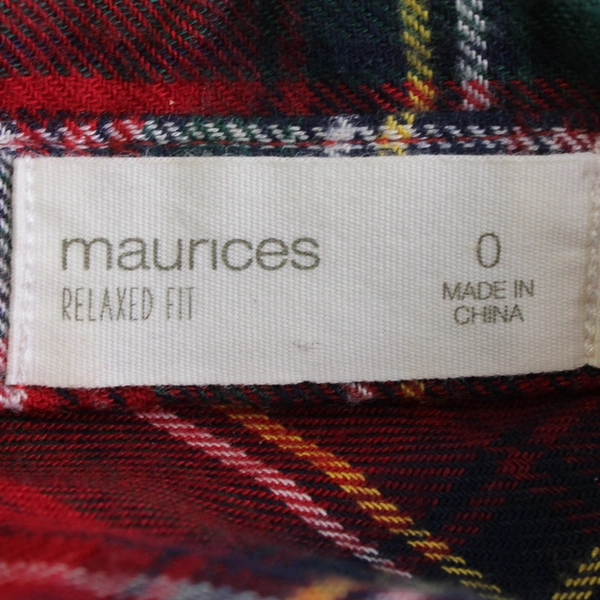 maurices
RELAXED FIT
0
MADE IN
CHINA